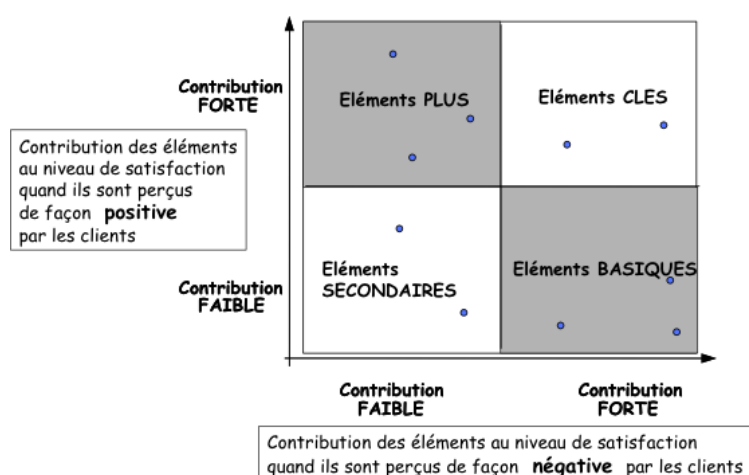 Contribution
FORTE
Eléments PLUS
Eléments CLES
Contribution des éléments
au niveau de satisfaction
quand ils sont perçus
de façon positive
par les clients
Eléments
SECONDAIRES
Eléments BASIQUES
Contribution
FAIBLE
Contribution
FAIBLE
Contribution
FORTE
Contribution des éléments au niveau de satisfaction
quand ils sont perçus de façon négative par les clients